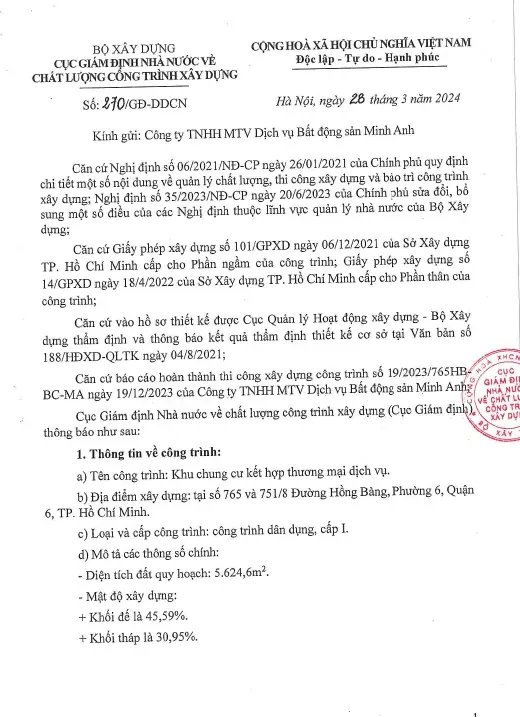 BỘ XÂY DỰNG
CỤC GIÁM ĐỊNH NHÀ NƯỚC VỀ
CHẤT LƯỢNG CÔNG TRÌNH XÂY DỰNG
Số: 270/GĐ-DDCN
CỘNG HOÀ XÃ HỘI CHỦ NGHĨA VIỆT NAM
Độc lập - Tự do - Hạnh phúc
Hà Nội, ngày 28 tháng 3 năm 2024
Kính gửi: Công ty TNHH MTV Dịch vụ Bất động sản Minh Anh
Căn cứ Nghị định số 06/2021/NĐ-CP ngày 26/01/2021 của Chính phủ quy định
chi tiết một số nội dung về quản lý chất lượng, thi công xây dựng và bảo trì công trình
xây dựng; Nghị định số 35/2023/NĐ-CP ngày 20/6/2023 của Chính phủ sửa đổi, bổ
sung một số điều của các Nghị định thuộc lĩnh vực quản lý nhà nước của Bộ Xây
dựng;
Căn cứ Giấy phép xây dựng số 101/GPXD ngày 06/12/2021 của Sở Xây dựng
TP. Hồ Chí Minh cấp cho Phần ngầm của công trình; Giấy phép xây dựng số
14/GPXD ngày 18/4/2022 của Sở Xây dựng TP. Hồ Chí Minh cấp cho Phần thân của
công trình;
Căn cứ vào hồ sơ thiết kế được Cục Quản lý Hoạt động xây dựng - Bộ Xây
dựng thẩm định và thông báo kết quả thẩm định thiết kế cơ sở tại Văn bản số
188/HĐXD-QLTK ngày 04/8/2021;
Căn cứ báo cáo hoàn thành thi công xây dựng công trình số 19/2023/765HB-
BC-MA ngày 19/12/2023 của Công ty TNHH MTV Dịch vụ Bất động sản Minh Anh;
Cục Giám định Nhà nước về chất lượng công trình xây dựng (Cục Giám định)
thông báo như sau:
1. Thông tin về công trình:
a) Tên công trình: Khu chung cư kết hợp thương mại dịch vụ.
b) Địa điểm xây dựng: tại số 765 và 751/8 Đường Hồng Bàng, Phường 6, Quận
6, TP. Hồ Chí Minh.
c) Loại và cấp công trình: công trình dân dụng, cấp I.
d) Mô tả các thông số chính:
- Diện tích đất quy hoạch: 5.624,6m².
- Mật độ xây dựng:
+ Khối đế là 45,59%.
+ Khối tháp là 30,95%.
CỤC
GIÁM ĐỊN
NHÀ NƯỚ
VỀ CHẤT LƯ
CÔNG TR
XÂY DỰ
1